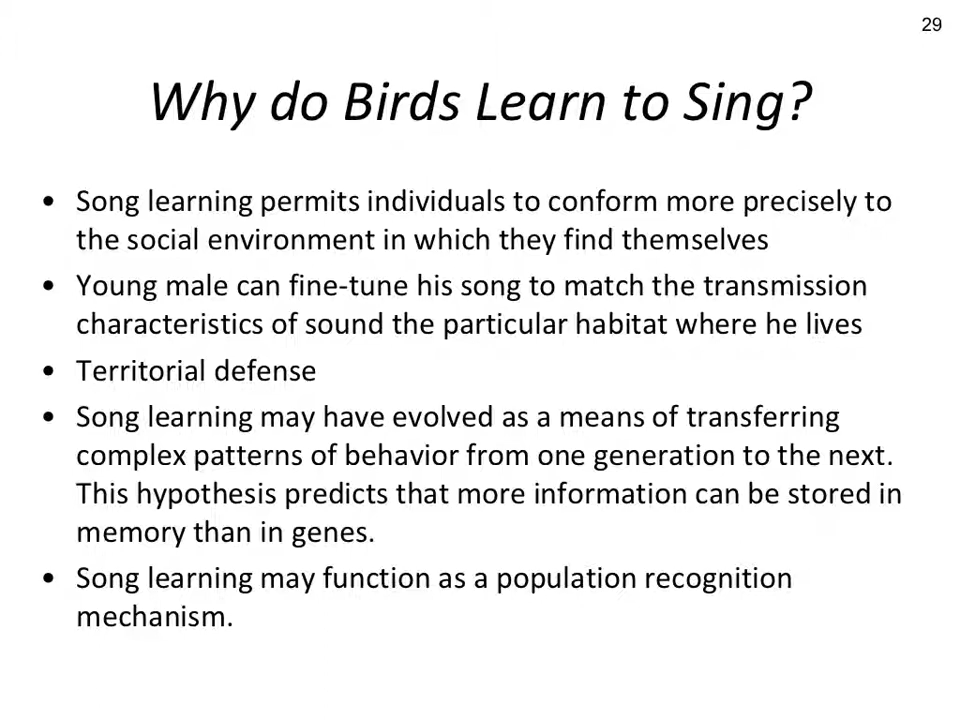 29
Why do Birds Learn to Sing?
• Song learning permits individuals to conform more precisely to
the social environment in which they find themselves
• Young male can fine-tune his song to match the transmission
characteristics of sound the particular habitat where he lives
• Territorial defense
• Song learning may have evolved as a means of transferring
complex patterns of behavior from one generation to the next.
This hypothesis predicts that more information can be stored in
memory than in genes.
• Song learning may function as a population recognition
mechanism.